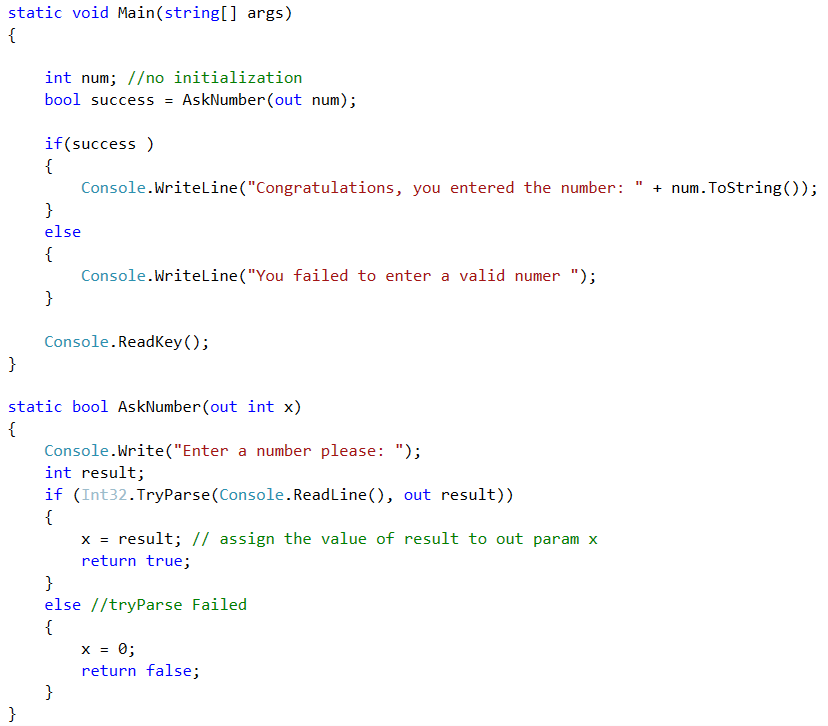 static void Main(string[] args)
{
int num; //no initialization
bool success = AskNumber(out num);
if(success )
{
Console.WriteLine("Congratulations, you entered the number: " + num.ToString());
}
else
{
Console.WriteLine("You failed to enter a valid numer ");
}
Console.ReadKey();
}
static bool AskNumber(out int x)
{
Console.Write("Enter a number please: ");
int result;
if (Int32.TryParse(Console.ReadLine(), out result))
{
x = result; // assign the value of result to out param x
return true;
}
else //tryParse Failed
{
x = 0;
return false;
}
}